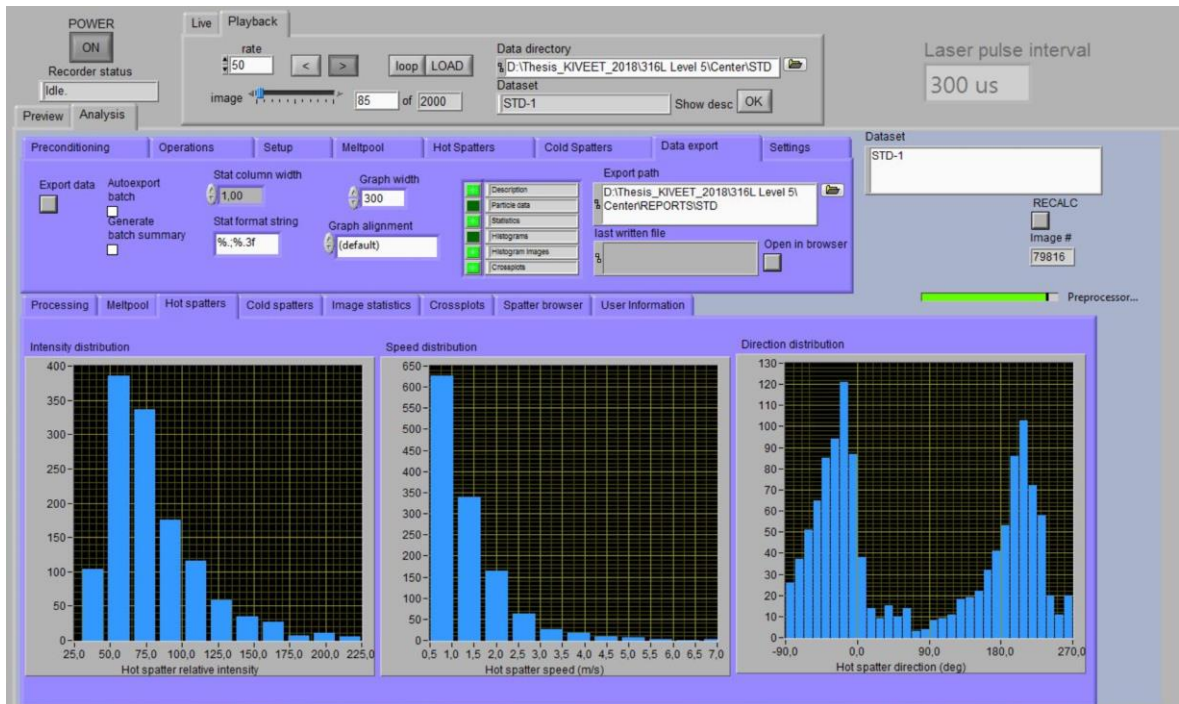 POWER
ON
Recorder status
Idle.
Live Playback
rate
50 < > loop LOAD
image 85 of 2000
Data directory
D:\Thesis_KIVEET_2018\316L Level 5\Center\STD
Dataset
STD-1 Show desc OK
Laser pulse interval
300 us
Preview Analysis
Preconditioning Operations Setup Meltpool Hot Spatters Cold Spatters Data export Settings
Export data
Autoexport
batch
Generate
batch summary
Stat column width
1,00
Stat format string
%.;%.3f
Graph width
300
Graph alignment
(default)
Description
Particle data
Statistics
Histograms
Histogram Images
Crossplots
Export path
D:\Thesis_KIVEET_2018\316L Level 5\
Center\REPORTS\STD
last written file
Open in browser
Dataset
STD-1
RECALC
Image #
79816
Preprocessor...
Processing Meltpool Hot spatters Cold spatters Image statistics Crossplots Spatter browser User Information
Intensity distribution
400
350
300
250
200
150
100
50
0
25,0 50,0 75,0 100,0 125,0 150,0 175,0 200,0 225,0
Hot spatter relative intensity
Speed distribution
650
600
550
500
450
400
350
300
250
200
150
100
50
0
0,5 1,0 1,5 2,0 2,5 3,0 3,5 4,0 4,5 5,0 5,5 6,0 6,5 7,0
Hot spatter speed (m/s)
Direction distribution
130
120
110
100
90
80
70
60
50
40
30
20
10
0
-90,0 0,0 90,0 180,0 270,0
Hot spatter direction (deg)